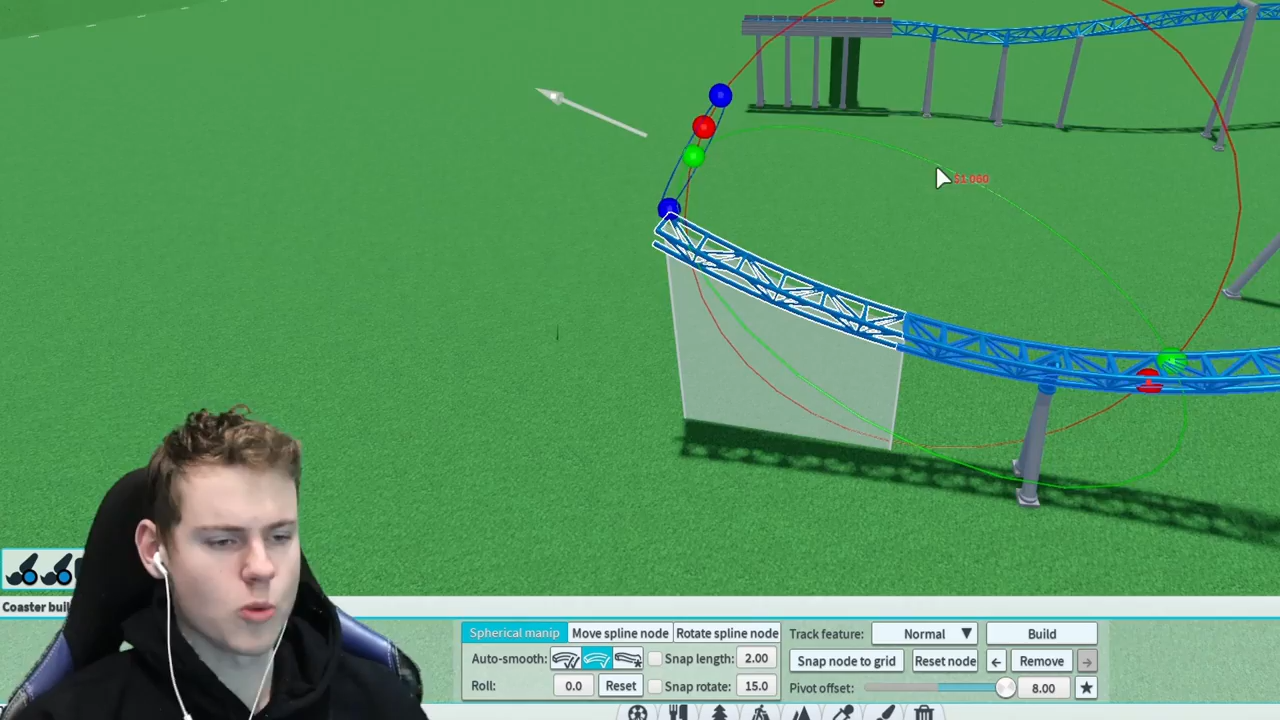 $1 060
Coaster buil
Spherical manip Move spline node Rotate spline node Track feature: Normal Build
Auto-smooth: Snap length: 2.00 Snap node to grid Reset node Remove
Roll: 0.0 Reset Snap rotate: 15.0 Pivot offset: 8.00